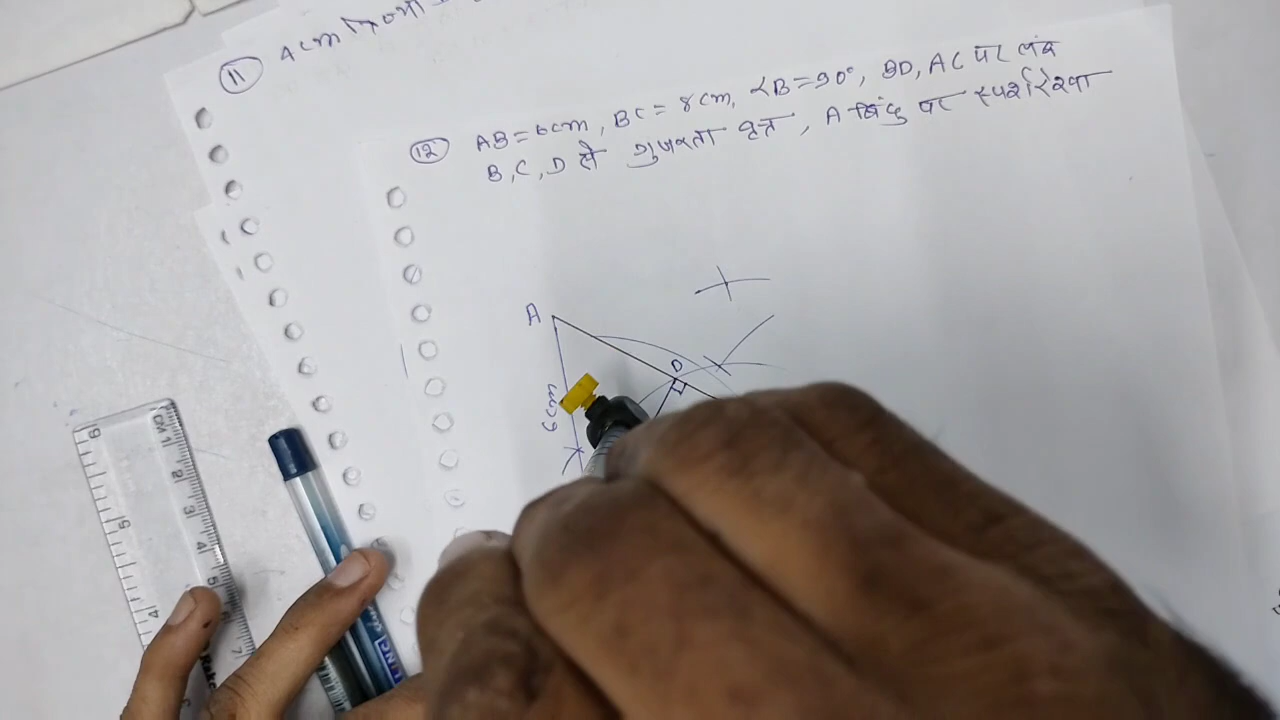 11 4cm त्रिज्या
12 AB=6cm, BC=8cm, ∠B=90°, BD, AC पर लंब
B, C, D से गुजरता वृत्त, A बिंदु पर स्पर्शरेखा
A
D
6cm